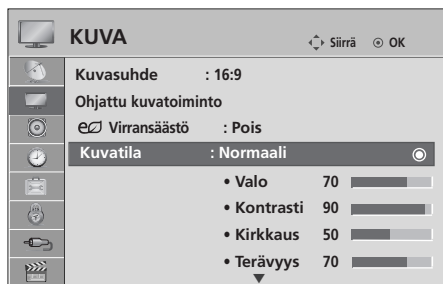 KUVA
Siirrä OK
Kuvasuhde : 16:9
Ohjattu kuvatoiminto
Virransäästö : Pois
Kuvatila : Normaali
• Valo 70
• Kontrasti 90
• Kirkkaus 50
• Terävyys 70